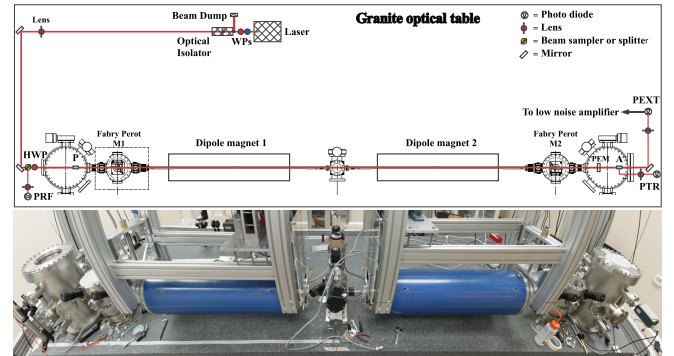 Granite optical table
= Photo diode
= Lens
= Beam sampler or splitter
= Mirror
Beam Dump
Lens
Optical
Isolator
WPs
Laser
PEXT
To low noise amplifier
Fabry Perot
M1
Dipole magnet 1
Dipole magnet 2
Fabry Perot
M2
HWP
P
PEM
A
PTR
PRF